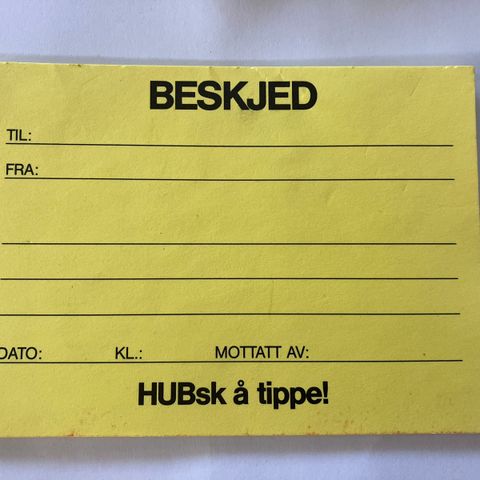 BESKJED
TIL:
FRA:
DATO: KL.: MOTTATT AV:
HUBsk å tippe!